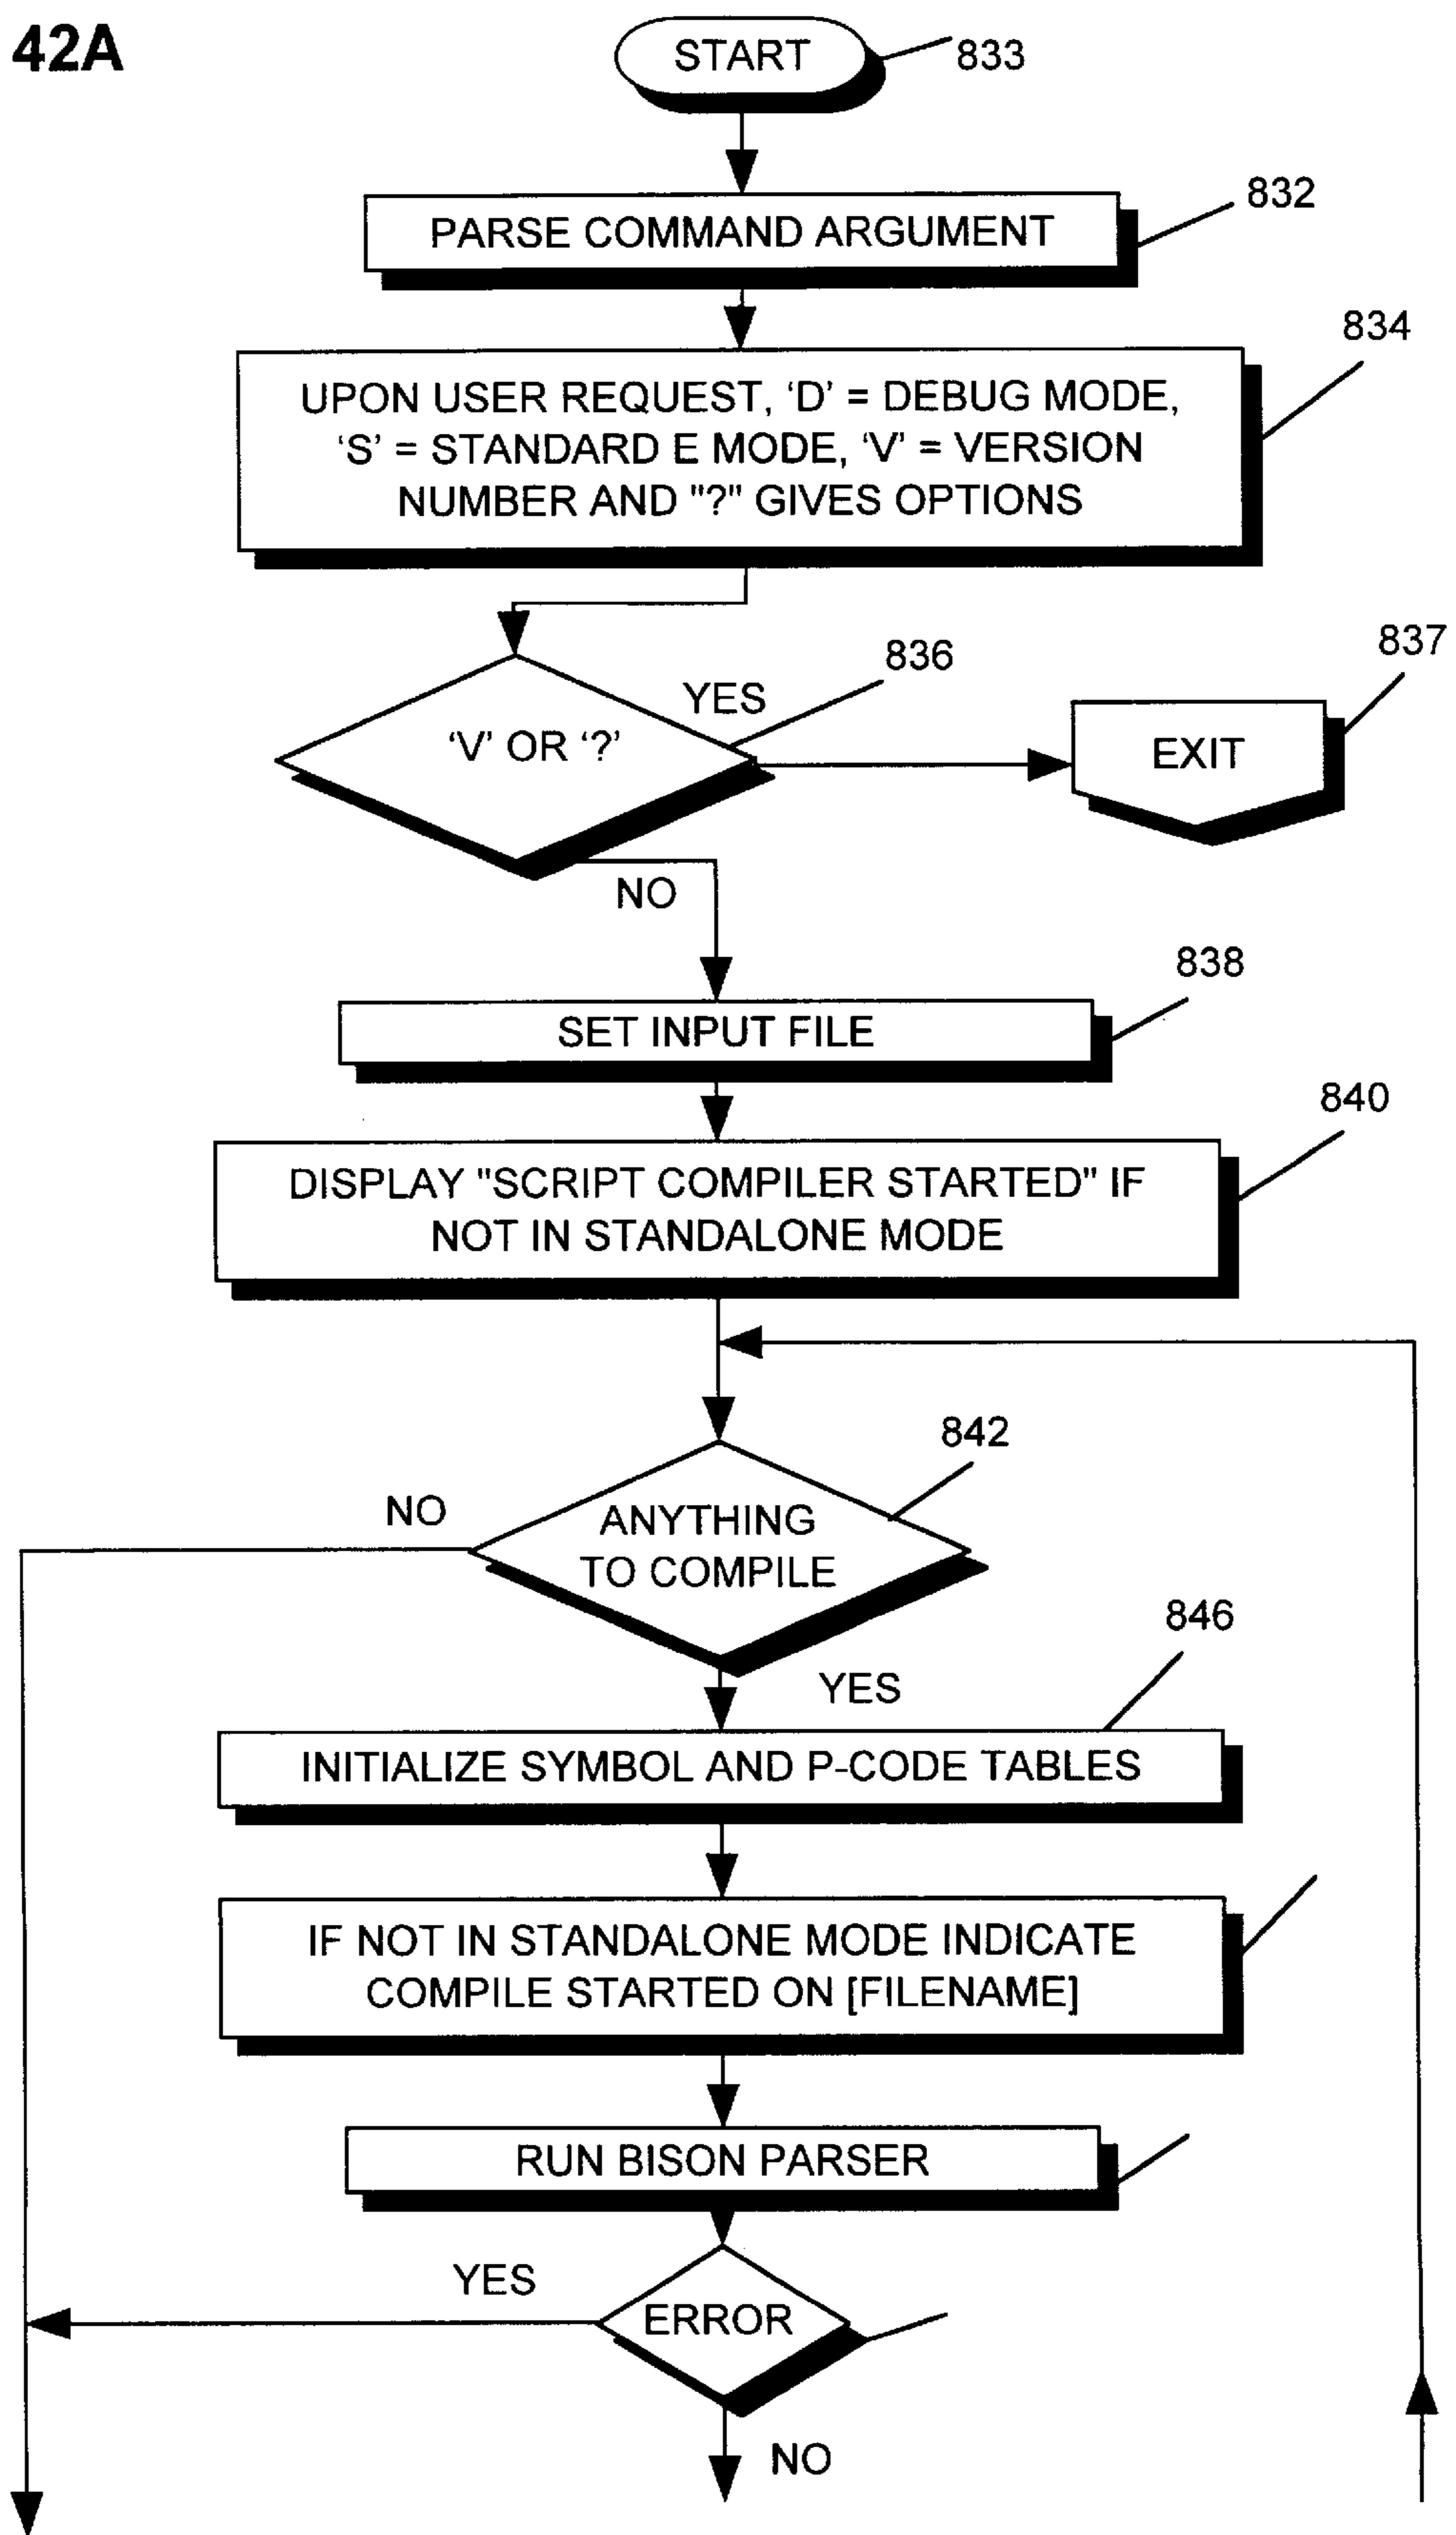 42A
START
833
PARSE COMMAND ARGUMENT
832
834
UPON USER REQUEST, ‘D’ = DEBUG MODE,
‘S’ = STANDARD E MODE, ‘V’ = VERSION
NUMBER AND "?" GIVES OPTIONS
836
837
YES
‘V’ OR ‘?’
EXIT
NO
838
SET INPUT FILE
840
DISPLAY "SCRIPT COMPILER STARTED" IF
NOT IN STANDALONE MODE
842
NO
ANYTHING
TO COMPILE
846
YES
INITIALIZE SYMBOL AND P-CODE TABLES
IF NOT IN STANDALONE MODE INDICATE
COMPILE STARTED ON [FILENAME]
RUN BISON PARSER
YES
ERROR
NO